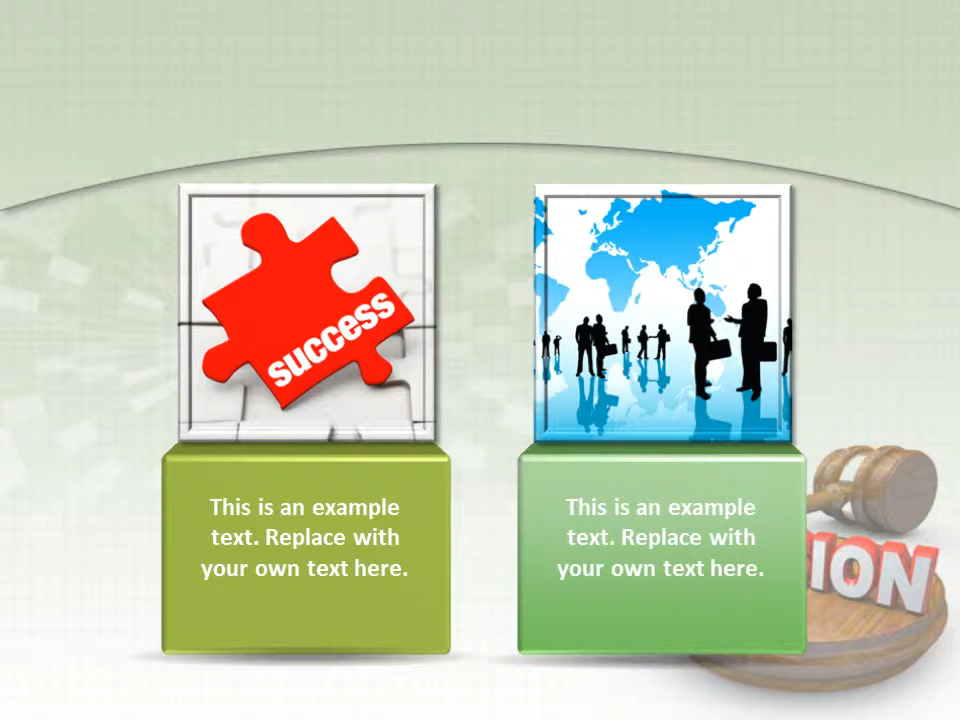 success
This is an example
text. Replace with
your own text here.
This is an example
text. Replace with
your own text here.
ION